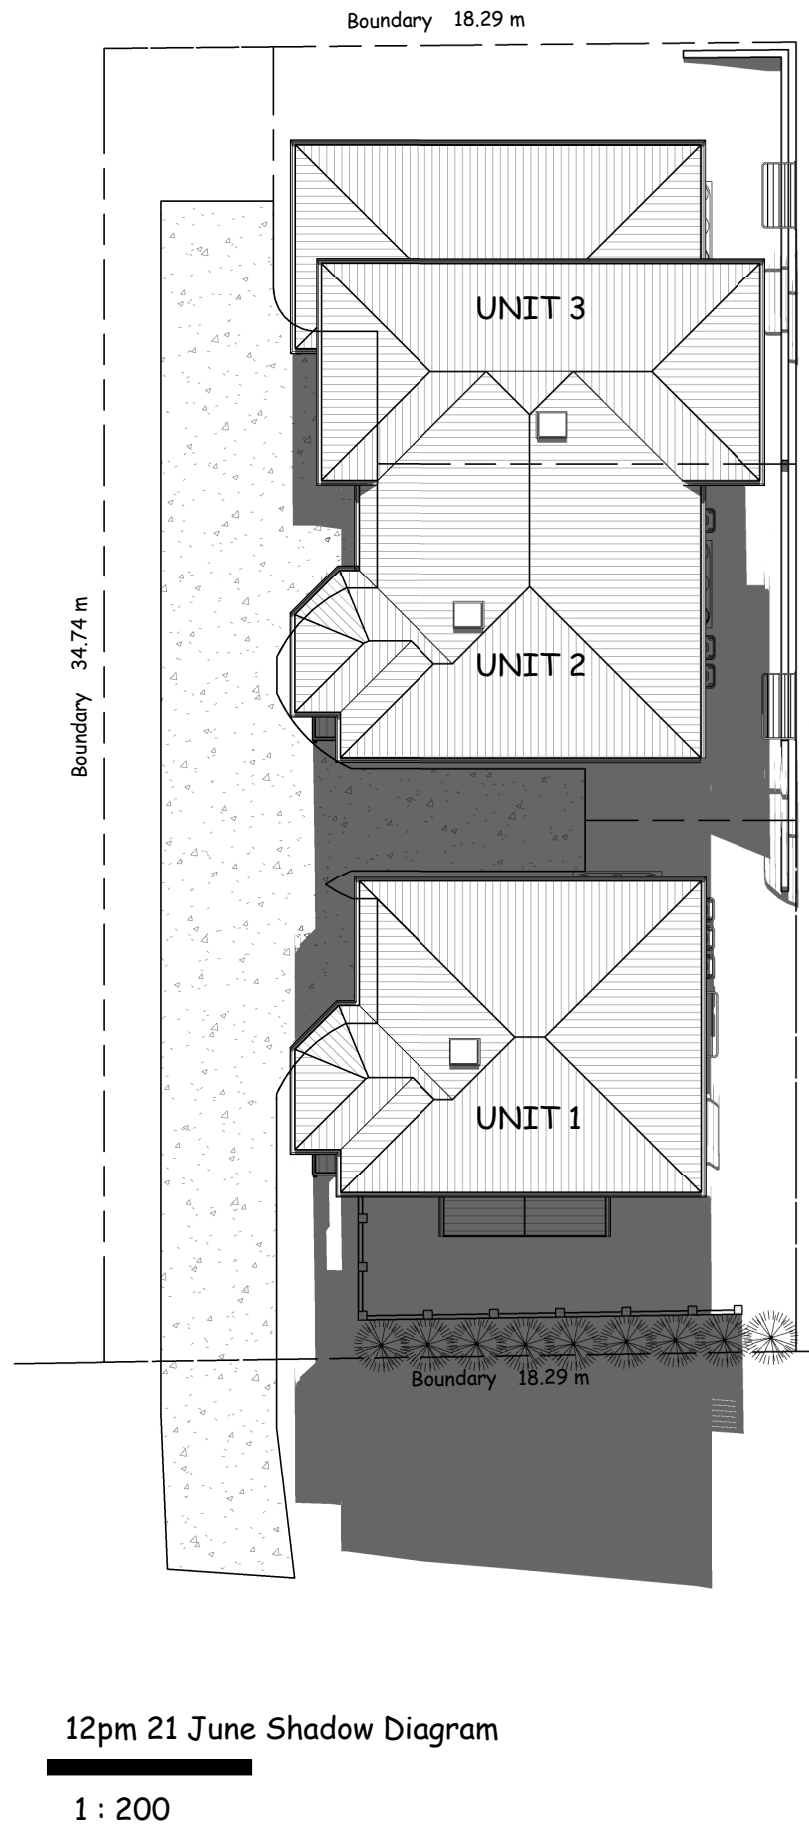 Boundary 18.29 m
UNIT 3
Boundary 34.74 m
UNIT 2
UNIT 1
Boundary 18.29 m
12pm 21 June Shadow Diagram
1 : 200